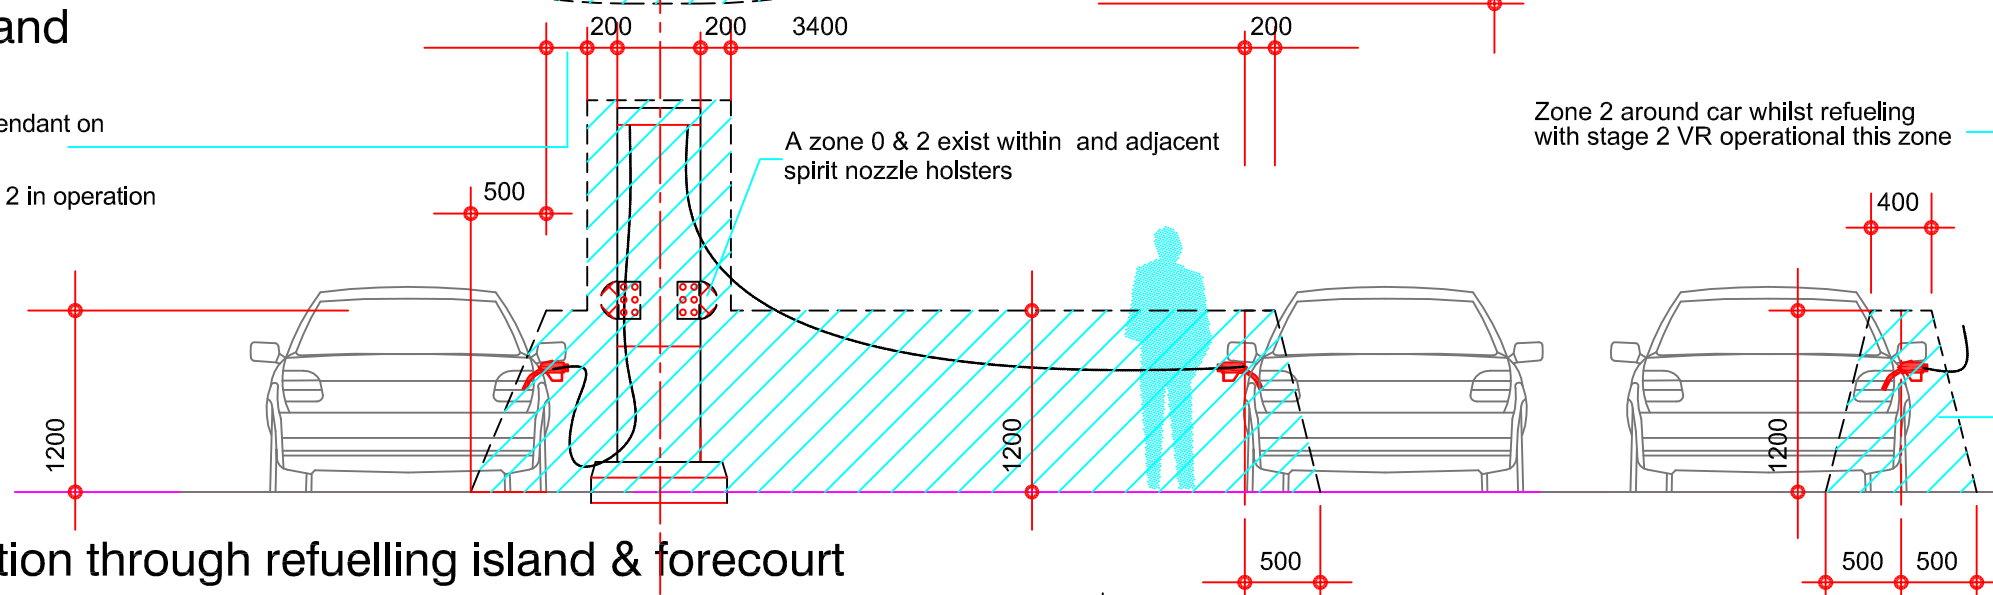 and
200
200
3400
200
endant on
A zone 0 & 2 exist within and adjacent
spirit nozzle holsters
Zone 2 around car whilst refueling
with stage 2 VR operational this zone
2 in operation
500
400
1200
1200
1200
tion through refuelling island & forecourt
500
500
500